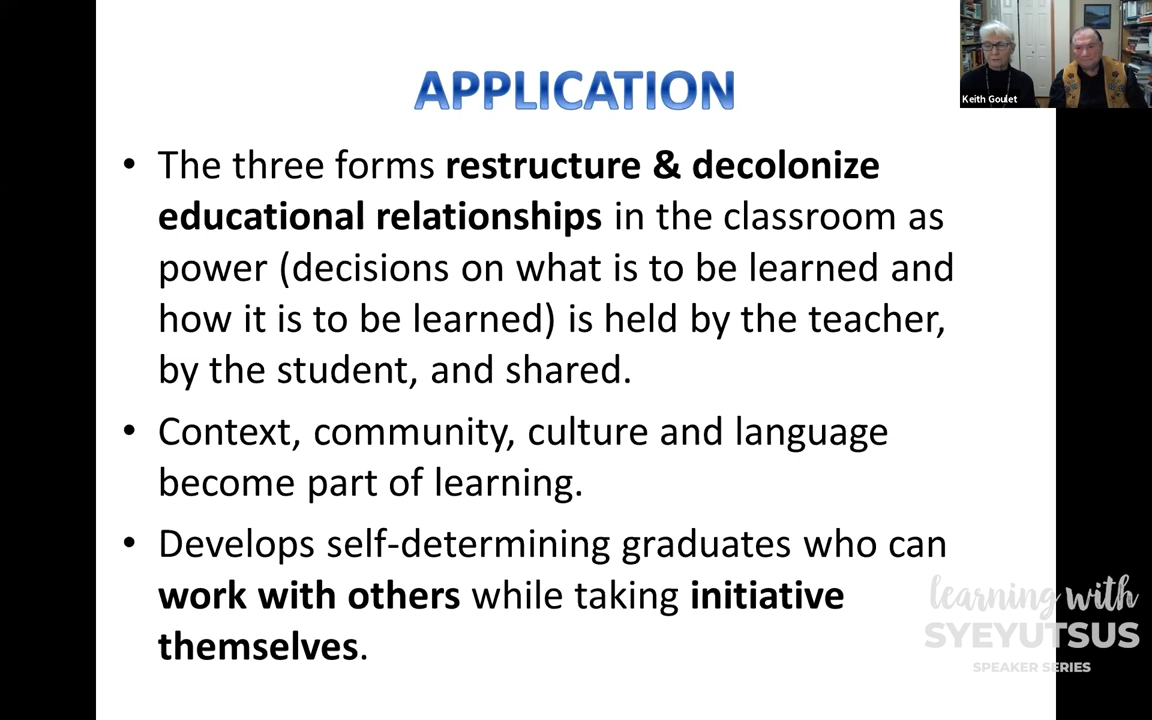 APPLICATION
Keith Goulet
• The three forms restructure & decolonize
educational relationships in the classroom as
power (decisions on what is to be learned and
how it is to be learned) is held by the teacher,
by the student, and shared.
• Context, community, culture and language
become part of learning.
• Develops self-determining graduates who can
work with others while taking initiative
themselves.
learning with
SYEYUTSUS
SPEAKER SERIES